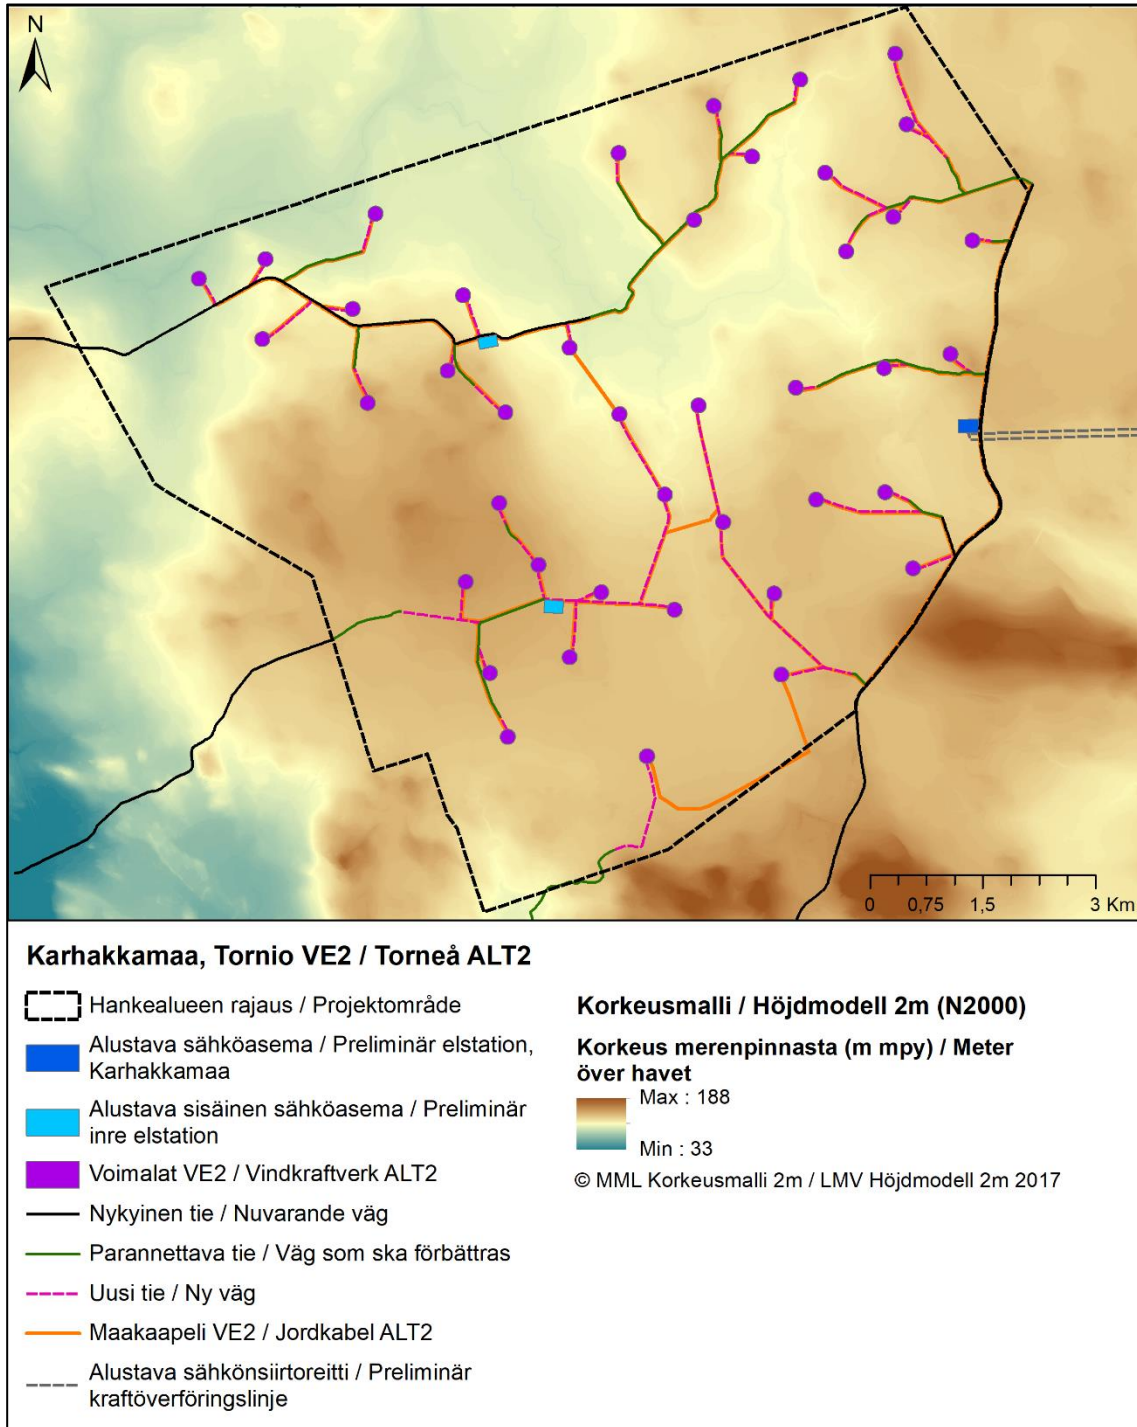 N
0 0,75 1,5 3 Km
Karhakkamaa, Tornio VE2 / Torneå ALT2
Hankealueen rajaus / Projektområde
Alustava sähköasema / Preliminär elstation,
Karhakkamaa
Alustava sisäinen sähköasema / Preliminär
inre elstation
Voimalat VE2 / Vindkraftverk ALT2
Nykyinen tie / Nuvarande väg
Parannettava tie / Väg som ska förbättras
Uusi tie / Ny väg
Maakaapeli VE2 / Jordkabel ALT2
Alustava sähkönsiirtoreitti / Preliminär
kraftöverföringslinje
Korkeusmalli / Höjdmodell 2m (N2000)
Korkeus merenpinnasta (m mpy) / Meter
över havet
Max : 188
Min : 33
© MML Korkeusmalli 2m / LMV Höjdmodell 2m 2017